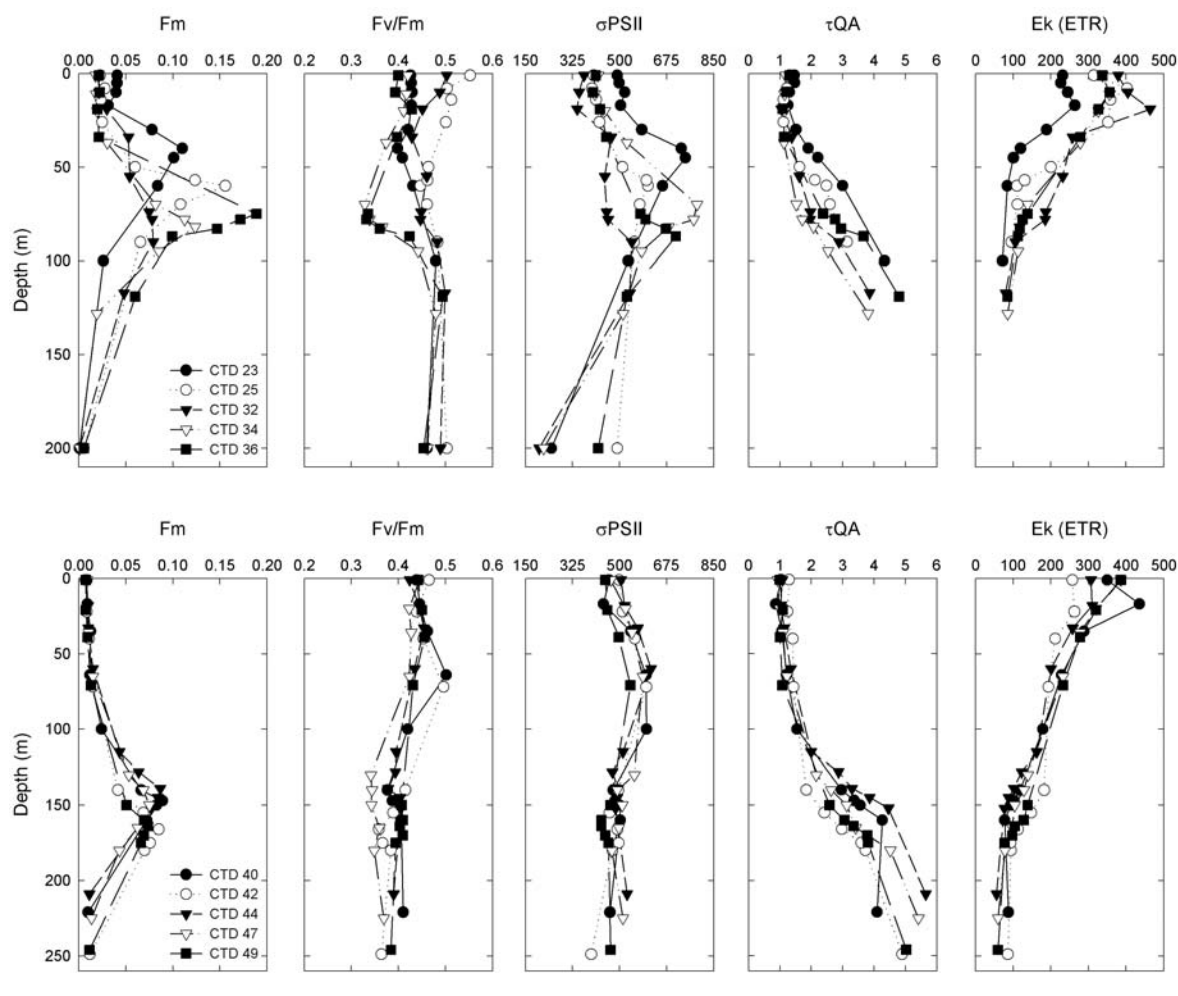 Fm Fv/Fm σPSII τQA Ek (ETR)
0.00 0.05 0.10 0.15 0.20 0.2 0.3 0.4 0.5 0.6 150 325 500 675 850 0 1 2 3 4 5 6 0 100 200 300 400 500
0
50
100
150
200
Depth (m)
CTD 23
CTD 25
CTD 32
CTD 34
CTD 36
Fm Fv/Fm σPSII τQA Ek (ETR)
0.00 0.05 0.10 0.15 0.20 0.2 0.3 0.4 0.5 0.6 150 325 500 675 850 0 1 2 3 4 5 6 0 100 200 300 400 500
0
50
100
150
200
250
Depth (m)
CTD 40
CTD 42
CTD 44
CTD 47
CTD 49